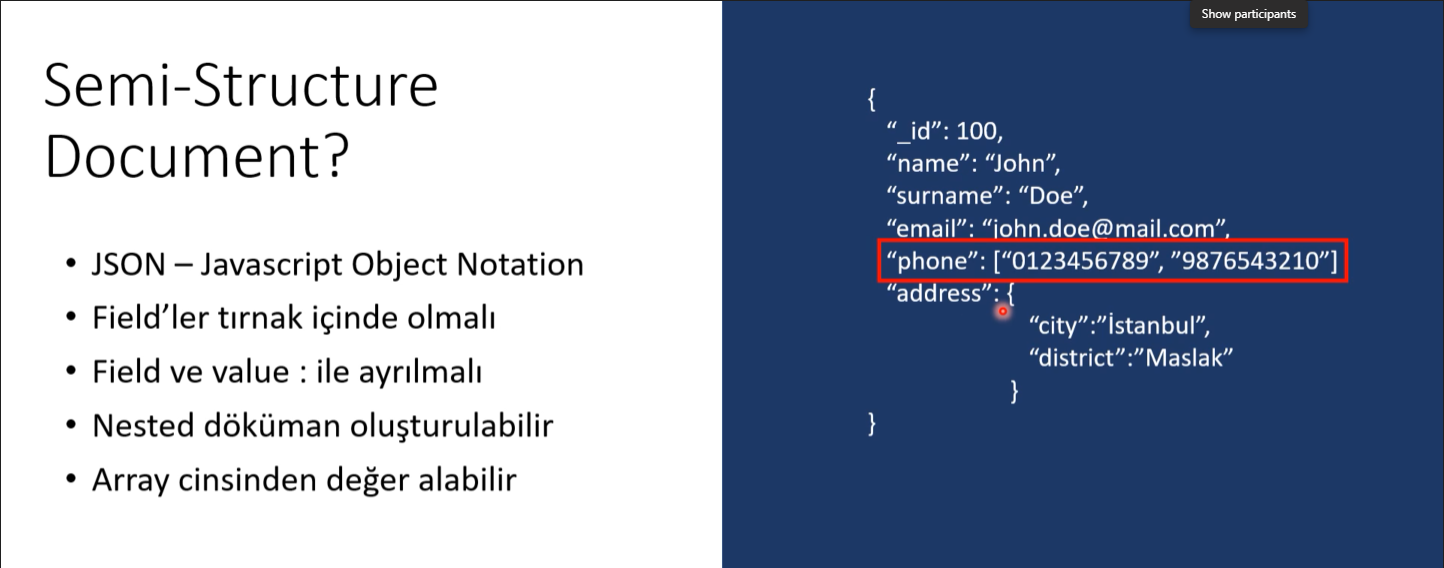 Show participants
Semi-Structure
Document?
• JSON – Javascript Object Notation
• Field’ler tırnak içinde olmalı
• Field ve value : ile ayrılmalı
• Nested döküman oluşturulabilir
• Array cinsinden değer alabilir
{
“_id”: 100,
“name”: “John”,
“surname”: “Doe”,
“email”: “john.doe@mail.com”,
“phone”: [“0123456789”, ”9876543210”]
“address”: {
“city”:”İstanbul”,
“district”:”Maslak”
}
}